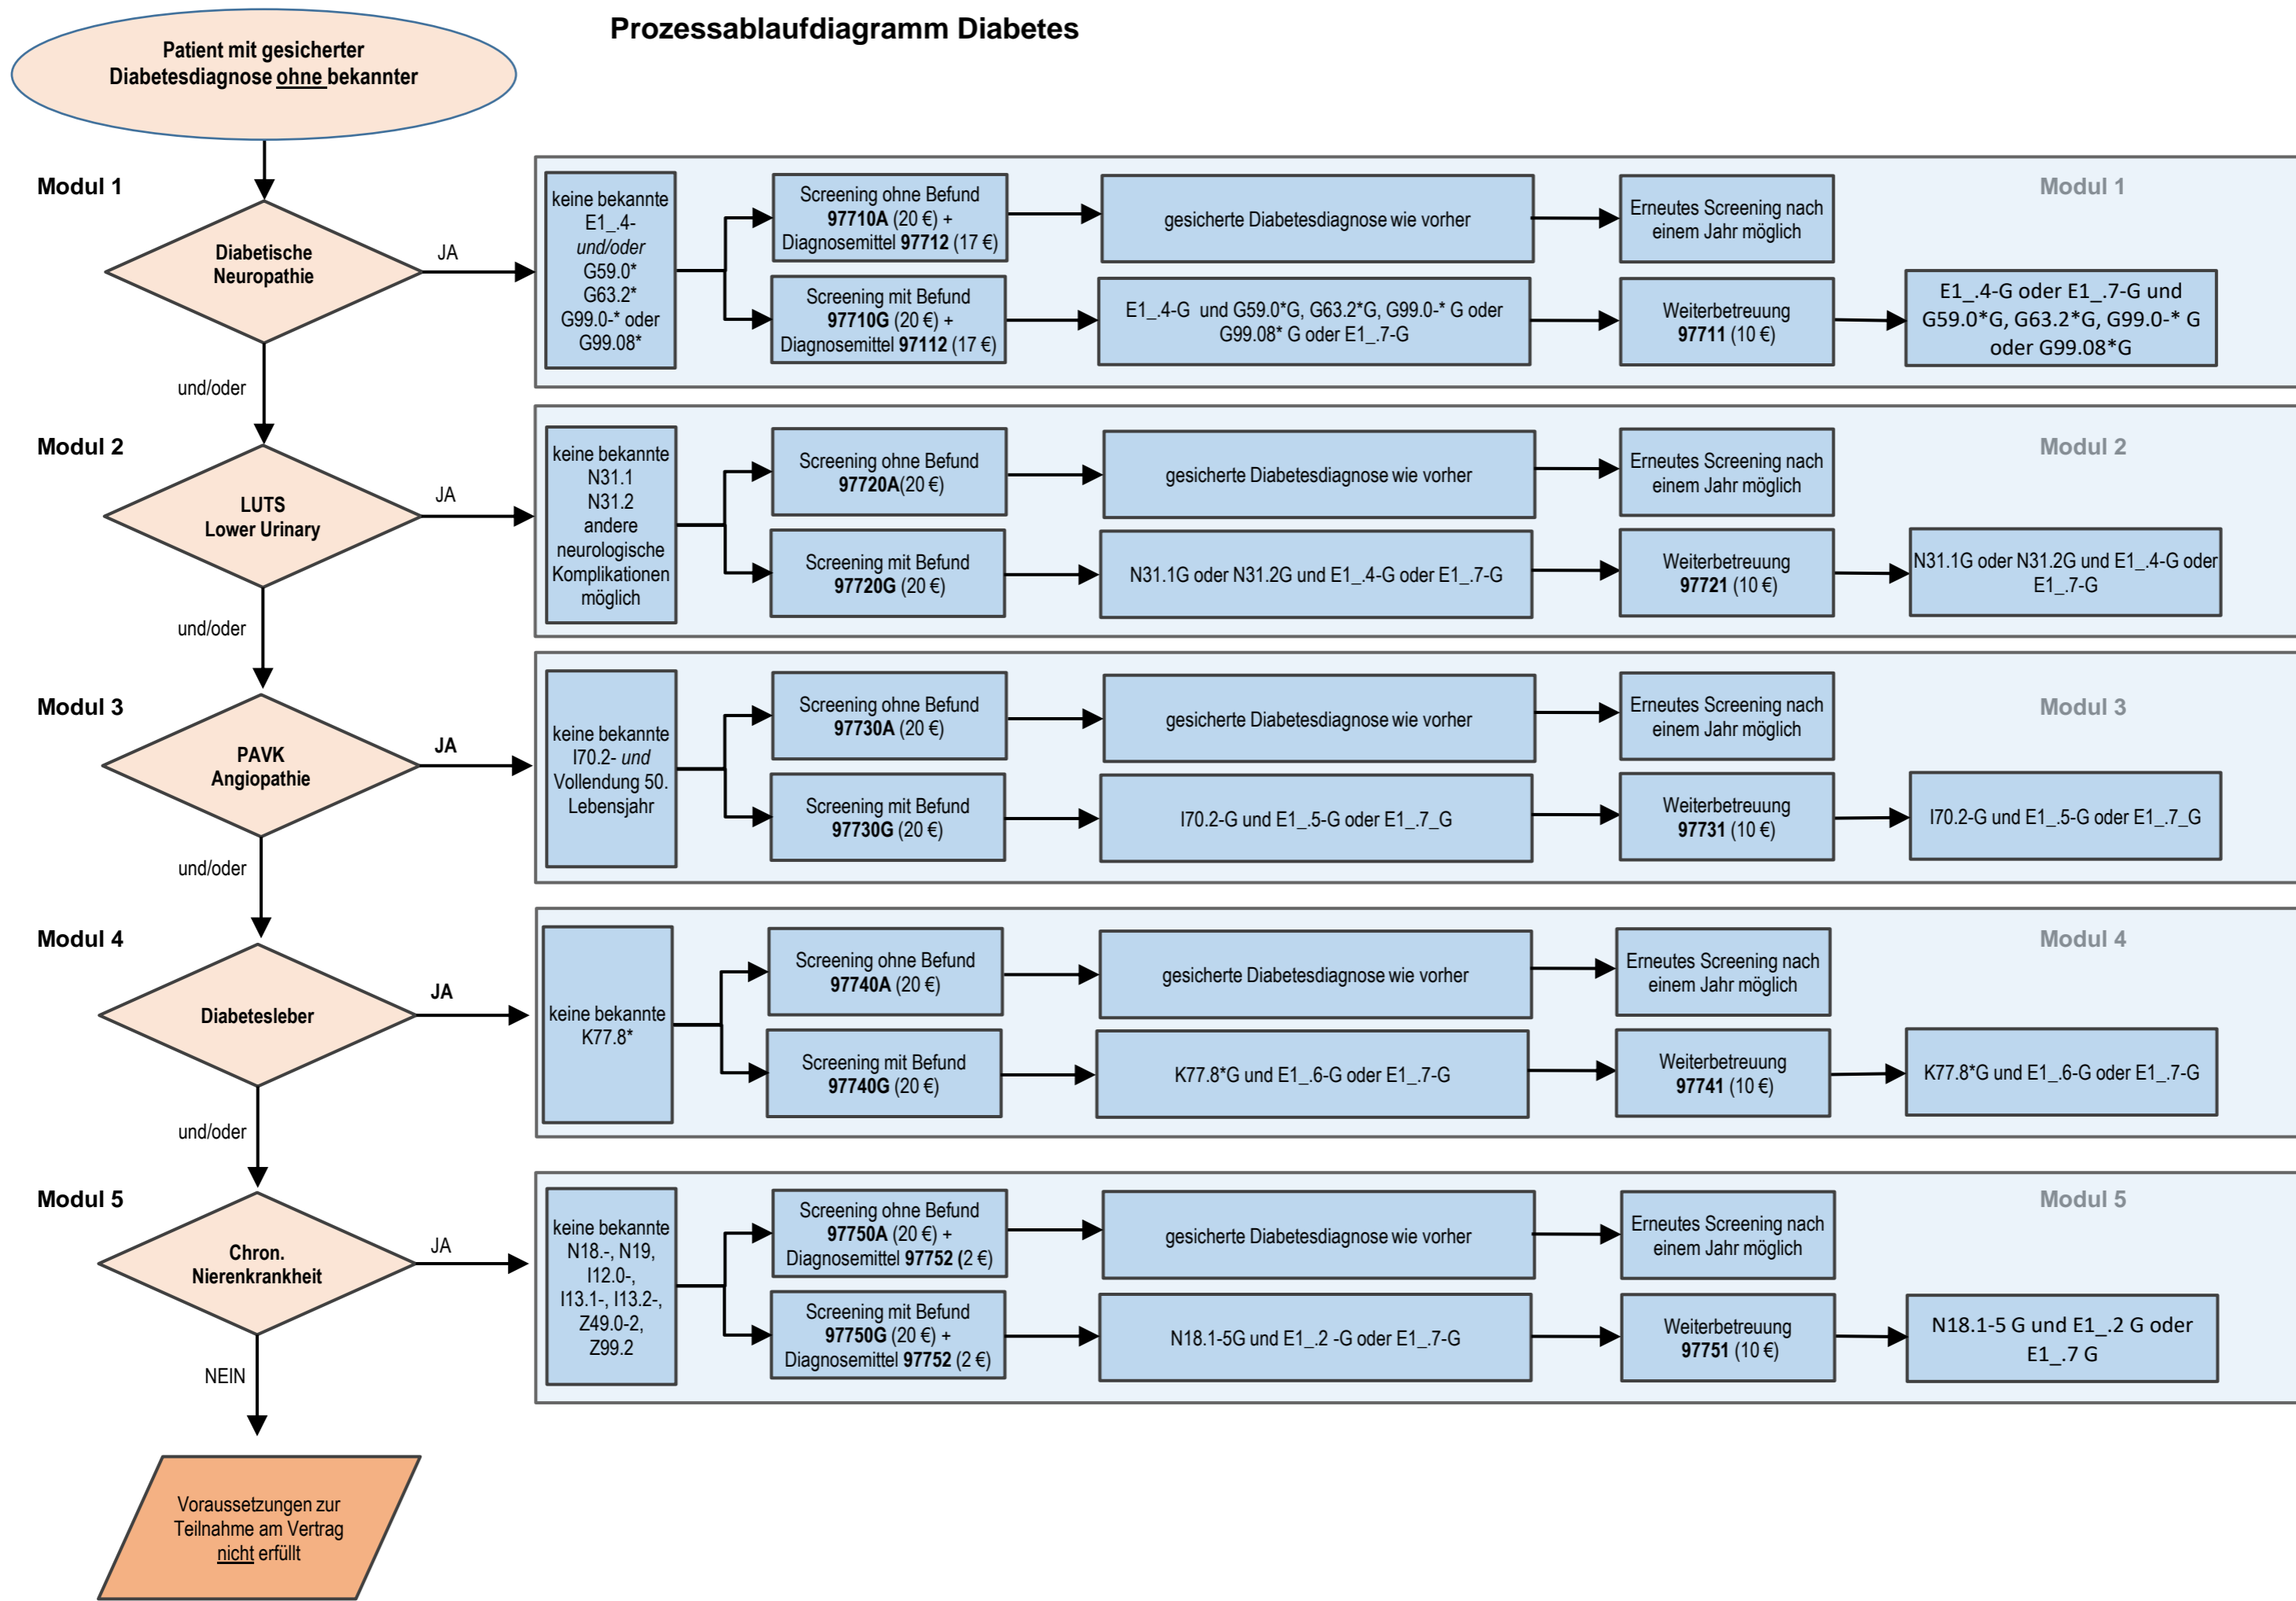 Prozessablaufdiagramm Diabetes
Patient mit gesicherter
Diabetesdiagnose ohne bekannter
Modul 1
Diabetische
Neuropathie
JA
keine bekannte
E1_.4-
und/oder
G59.0*
G63.2*
G99.0-* oder
G99.08*
Screening ohne Befund
97710A (20 €) +
Diagnosemittel 97712 (17 €)
gesicherte Diabetesdiagnose wie vorher
Erneutes Screening nach
einem Jahr möglich
Modul 1
Screening mit Befund
97710G (20 €) +
Diagnosemittel 97112 (17 €)
E1_.4-G und G59.0*G, G63.2*G, G99.0-* G oder
G99.08* G oder E1_.7-G
Weiterbetreuung
97711 (10 €)
E1_.4-G oder E1_.7-G und
G59.0*G, G63.2*G, G99.0-* G
oder G99.08*G
und/oder
Modul 2
LUTS
Lower Urinary
JA
keine bekannte
N31.1
N31.2
andere
neurologische
Komplikationen
möglich
Screening ohne Befund
97720A(20 €)
gesicherte Diabetesdiagnose wie vorher
Erneutes Screening nach
einem Jahr möglich
Modul 2
Screening mit Befund
97720G (20 €)
N31.1G oder N31.2G und E1_.4-G oder E1_.7-G
Weiterbetreuung
97721 (10 €)
N31.1G oder N31.2G und E1_.4-G oder
E1_.7-G
und/oder
Modul 3
PAVK
Angiopathie
JA
keine bekannte
I70.2- und
Vollendung 50.
Lebensjahr
Screening ohne Befund
97730A (20 €)
gesicherte Diabetesdiagnose wie vorher
Erneutes Screening nach
einem Jahr möglich
Modul 3
Screening mit Befund
97730G (20 €)
I70.2-G und E1_.5-G oder E1_.7_G
Weiterbetreuung
97731 (10 €)
I70.2-G und E1_.5-G oder E1_.7_G
und/oder
Modul 4
Diabetesleber
JA
keine bekannte
K77.8*
Screening ohne Befund
97740A (20 €)
gesicherte Diabetesdiagnose wie vorher
Erneutes Screening nach
einem Jahr möglich
Modul 4
Screening mit Befund
97740G (20 €)
K77.8*G und E1_.6-G oder E1_.7-G
Weiterbetreuung
97741 (10 €)
K77.8*G und E1_.6-G oder E1_.7-G
und/oder
Modul 5
Chron.
Nierenkrankheit
JA
keine bekannte
N18.-, N19,
I12.0-,
I13.1-, I13.2-,
Z49.0-2,
Z99.2
Screening ohne Befund
97750A (20 €) +
Diagnosemittel 97752 (2 €)
gesicherte Diabetesdiagnose wie vorher
Erneutes Screening nach
einem Jahr möglich
Modul 5
Screening mit Befund
97750G (20 €) +
Diagnosemittel 97752 (2 €)
N18.1-5G und E1_.2 -G oder E1_.7-G
Weiterbetreuung
97751 (10 €)
N18.1-5 G und E1_.2 G oder
E1_.7 G
NEIN
Voraussetzungen zur
Teilnahme am Vertrag
nicht erfüllt